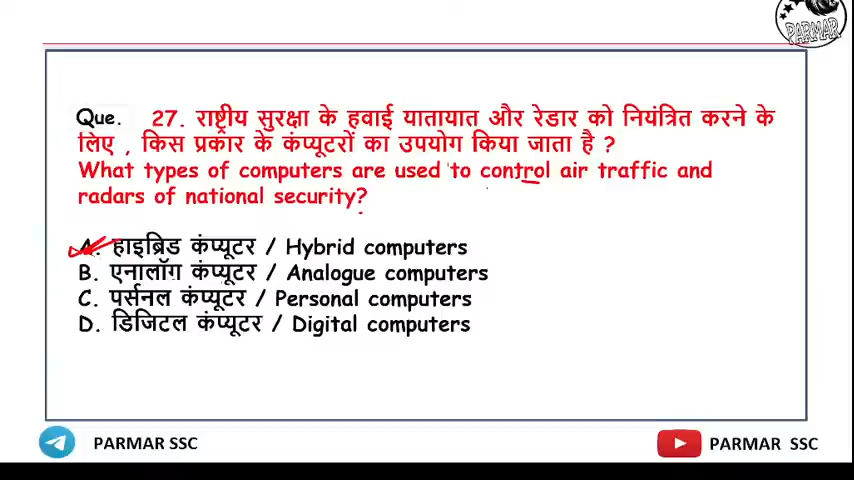 PARMAR
Que. 27. राष्ट्रीय सुरक्षा के हवाई यातायात और रेडार को नियंत्रित करने के
लिए , किस प्रकार के कंप्यूटरों का उपयोग किया जाता है ?
What types of computers are used to control air traffic and
radars of national security?
A. हाइब्रिड कंप्यूटर / Hybrid computers
B. एनालॉग कंप्यूटर / Analogue computers
C. पर्सनल कंप्यूटर / Personal computers
D. डिजिटल कंप्यूटर / Digital computers
PARMAR SSC
PARMAR SSC